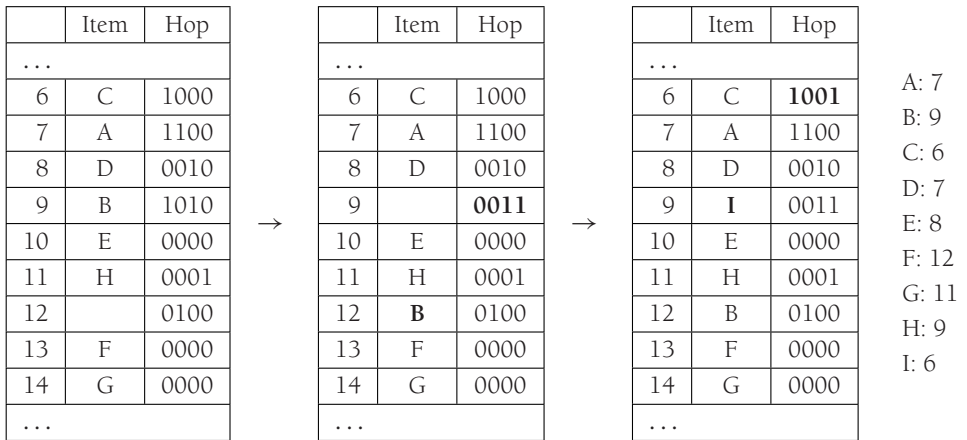 Item Hop
...
6 C 1000
7 A 1100
8 D 0010
9 B 1010
10 E 0000
11 H 0001
12 0100
13 F 0000
14 G 0000
...
→
Item Hop
...
6 C 1000
7 A 1100
8 D 0010
9 0011
10 E 0000
11 H 0001
12 B 0100
13 F 0000
14 G 0000
...
→
Item Hop
...
6 C 1001
7 A 1100
8 D 0010
9 I 0011
10 E 0000
11 H 0001
12 B 0100
13 F 0000
14 G 0000
...
A: 7
B: 9
C: 6
D: 7
E: 8
F: 12
G: 11
H: 9
I: 6